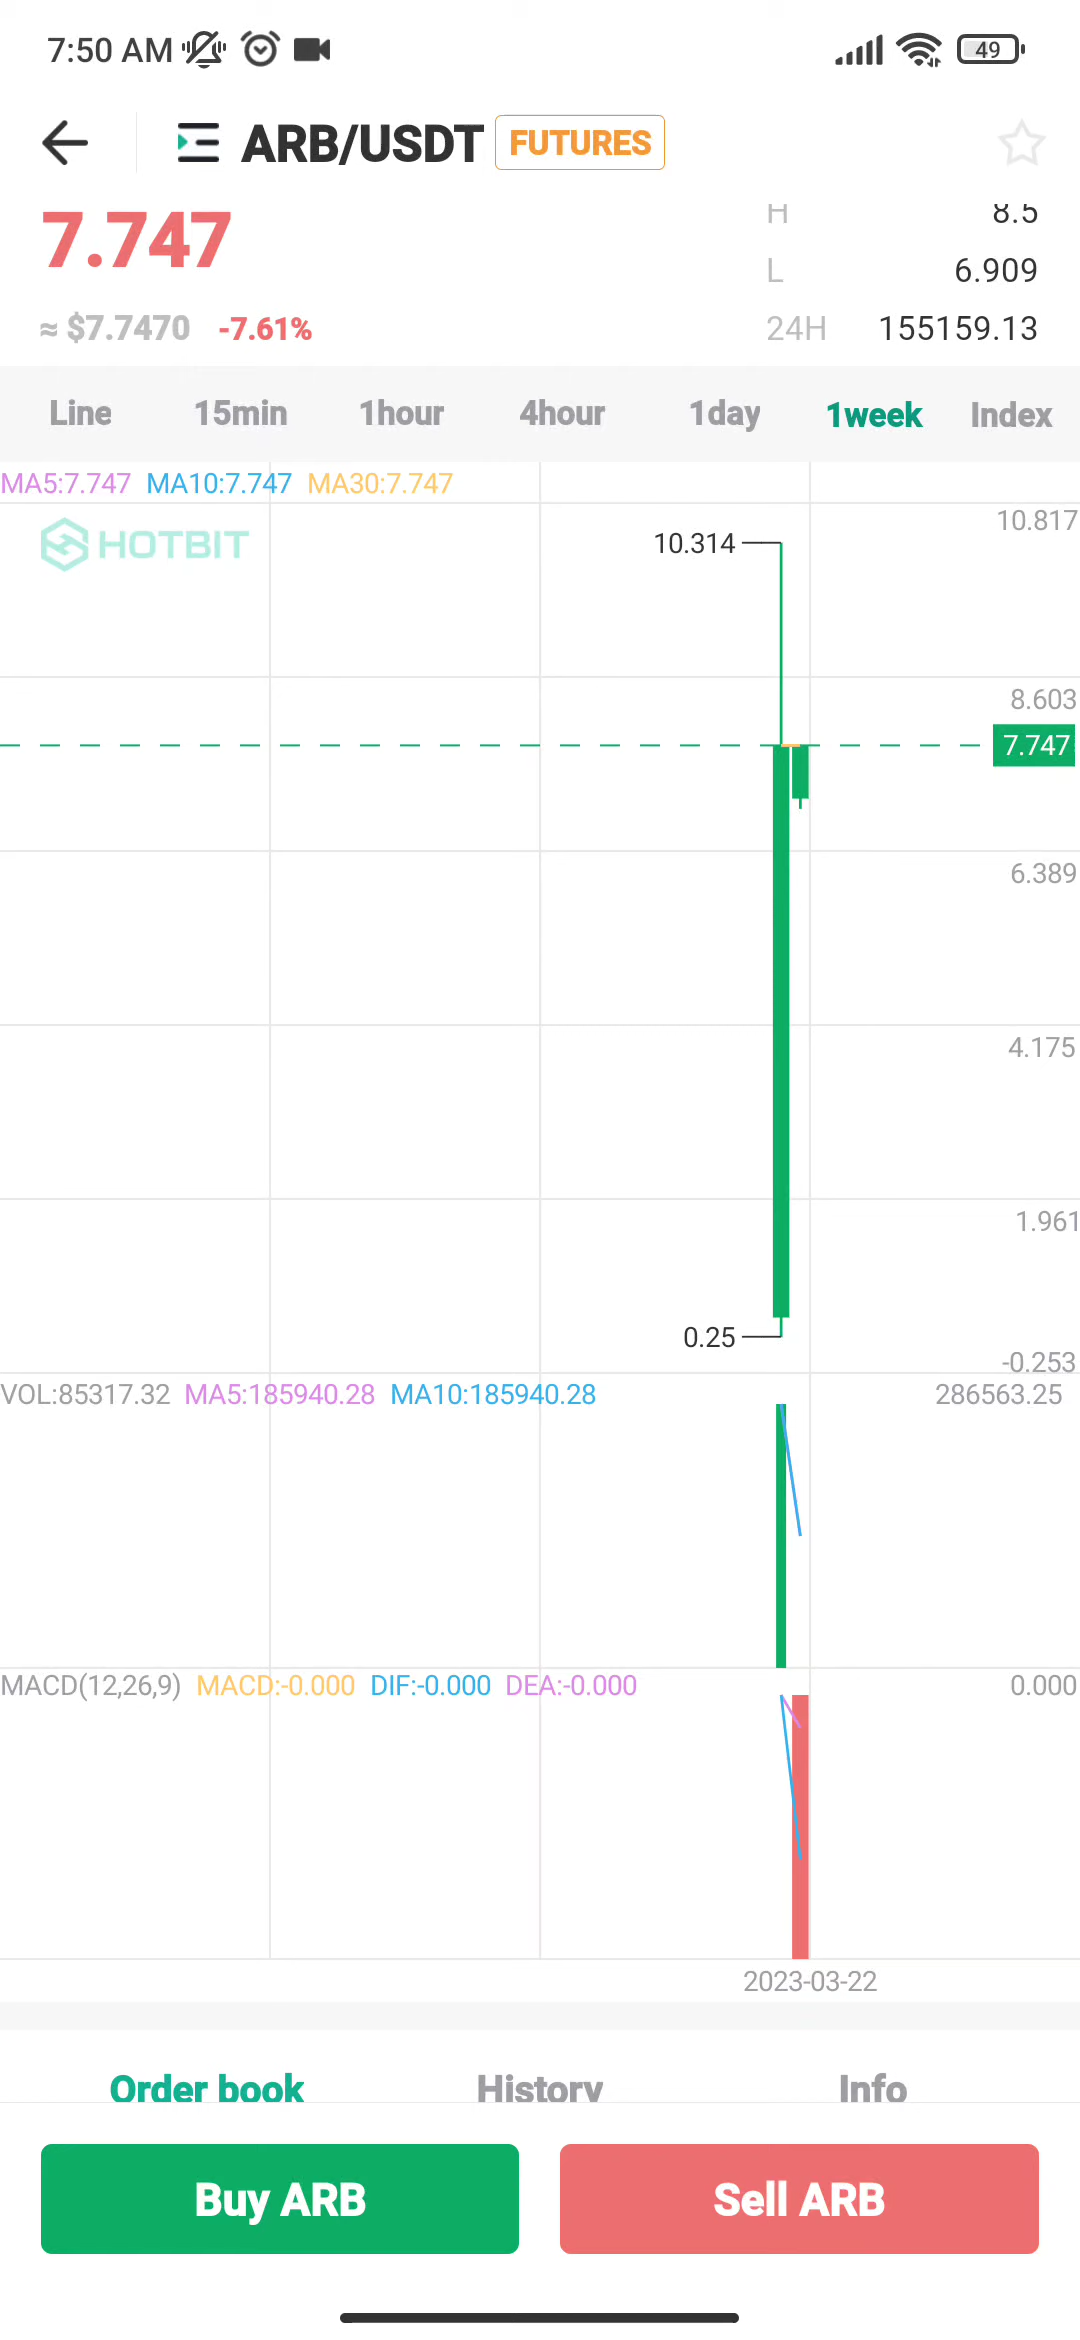 7:50 AM 49
ARB/USDT FUTURES
7.747
H 8.5
L 6.909
≈ $7.7470 -7.61%
24H 155159.13
Line 15min 1hour 4hour 1day 1week Index
MA5:7.747 MA10:7.747 MA30:7.747
10.817
HOTBIT
10.314
8.603
7.747
6.389
4.175
1.961
0.25
-0.253
VOL:85317.32 MA5:185940.28 MA10:185940.28 286563.25
MACD(12,26,9) MACD:-0.000 DIF:-0.000 DEA:-0.000 0.000
2023-03-22
Order book History Info
Buy ARB Sell ARB